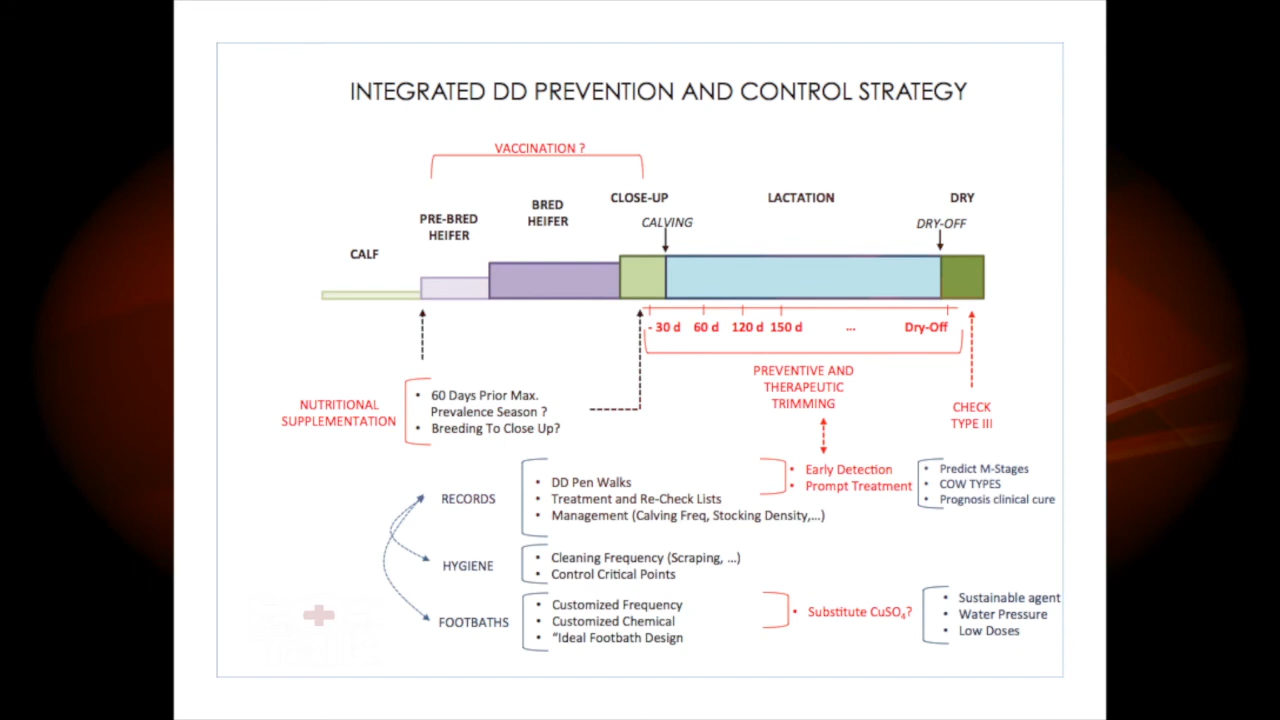 INTEGRATED DD PREVENTION AND CONTROL STRATEGY
VACCINATION ?
CALF
PRE-BRED
HEIFER
BRED
HEIFER
CLOSE-UP
CALVING
LACTATION
DRY
DRY-OFF
- 30 d 60 d 120 d 150 d ... Dry-Off
PREVENTIVE AND
THERAPEUTIC
TRIMMING
CHECK
TYPE III
NUTRITIONAL
SUPPLEMENTATION
• 60 Days Prior Max.
Prevalence Season ?
• Breeding To Close Up?
RECORDS
• DD Pen Walks
• Treatment and Re-Check Lists
• Management (Calving Freq, Stocking Density,...)
• Early Detection
• Prompt Treatment
• Predict M-Stages
• COW TYPES
• Prognosis clinical cure
HYGIENE
• Cleaning Frequency (Scraping, ...)
• Control Critical Points
FOOTBATHS
• Customized Frequency
• Customized Chemical
• "Ideal Footbath Design
• Substitute CuSO₄?
• Sustainable agent
• Water Pressure
• Low Doses